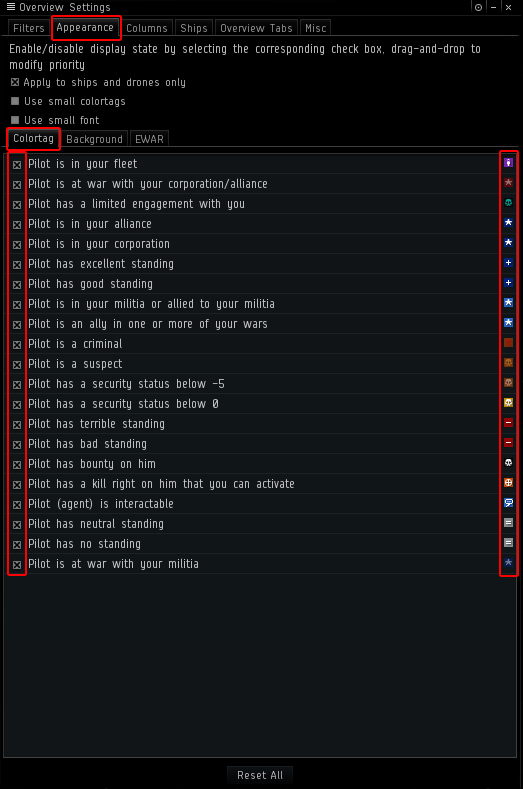 Overview Settings
Filters Appearance Columns Ships Overview Tabs Misc
Enable/disable display state by selecting the corresponding check box, drag-and-drop to
modify priority
Apply to ships and drones only
Use small colortags
Use small font
Colortag Background EWAR
Pilot is in your fleet
Pilot is at war with your corporation/alliance
Pilot has a limited engagement with you
Pilot is in your alliance
Pilot is in your corporation
Pilot has excellent standing
Pilot has good standing
Pilot is in your militia or allied to your militia
Pilot is an ally in one or more of your wars
Pilot is a criminal
Pilot is a suspect
Pilot has a security status below -5
Pilot has a security status below 0
Pilot has terrible standing
Pilot has bad standing
Pilot has bounty on him
Pilot has a kill right on him that you can activate
Pilot (agent) is interactable
Pilot has neutral standing
Pilot has no standing
Pilot is at war with your militia
Reset All